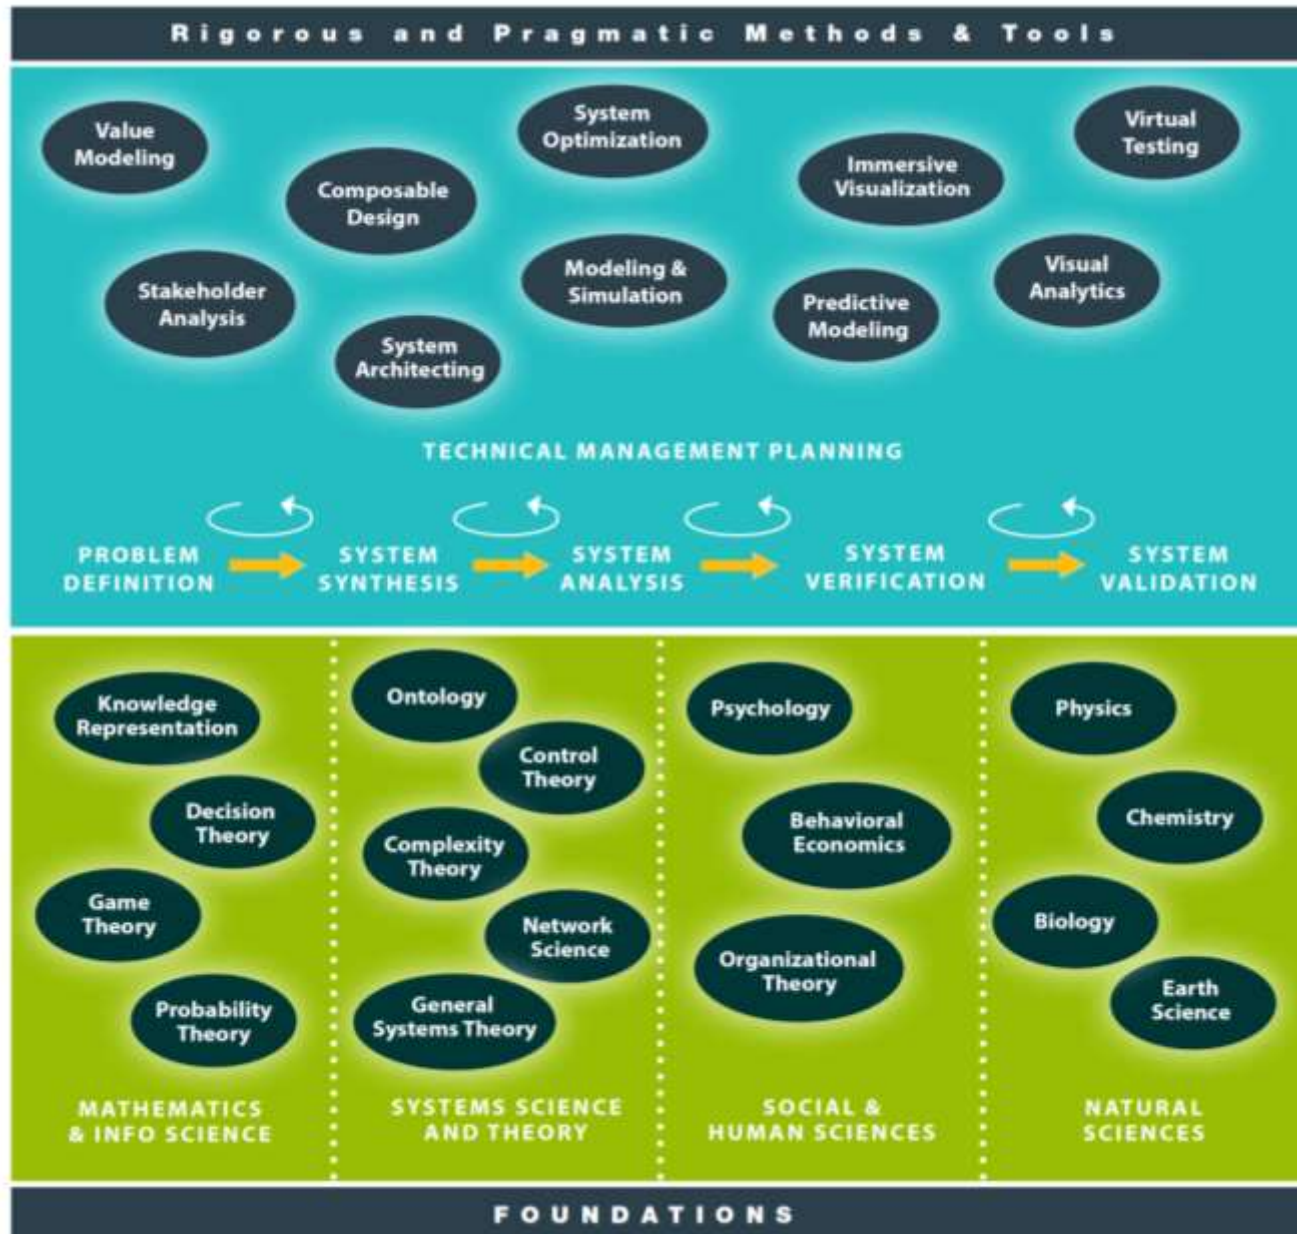 Rigorous and Pragmatic Methods & Tools
Value
Modeling
Composable
Design
System
Optimization
Immersive
Visualization
Virtual
Testing
Stakeholder
Analysis
System
Architecting
Modeling &
Simulation
Predictive
Modeling
Visual
Analytics
TECHNICAL MANAGEMENT PLANNING
PROBLEM
DEFINITION
SYSTEM
SYNTHESIS
SYSTEM
ANALYSIS
SYSTEM
VERIFICATION
SYSTEM
VALIDATION
Knowledge
Representation
Decision
Theory
Game
Theory
Probability
Theory
MATHEMATICS
& INFO SCIENCE
Ontology
Control
Theory
Complexity
Theory
Network
Science
General
Systems Theory
SYSTEMS SCIENCE
AND THEORY
Psychology
Behavioral
Economics
Organizational
Theory
SOCIAL &
HUMAN SCIENCES
Physics
Chemistry
Biology
Earth
Science
NATURAL
SCIENCES
FOUNDATIONS